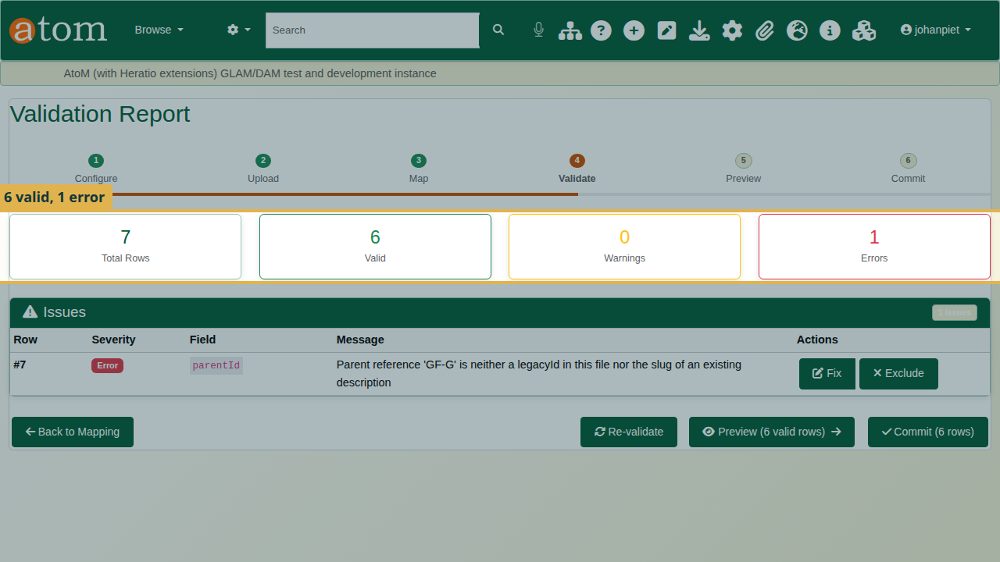 atom
Browse
Search
johanpiet
AtoM (with Heratio extensions) GLAM/DAM test and development instance
Validation Report
1 2 3 4 5 6
Configure Upload Map Validate Preview Commit
6 valid, 1 error
7 6 0 1
Total Rows Valid Warnings Errors
Issues 1 Issues
Row Severity Field Message Actions
#7 Error parentId Parent reference 'GF-G' is neither a legacyId in this file nor the slug of an existing Fix Exclude
description
Back to Mapping Re-validate Preview (6 valid rows) Commit (6 rows)